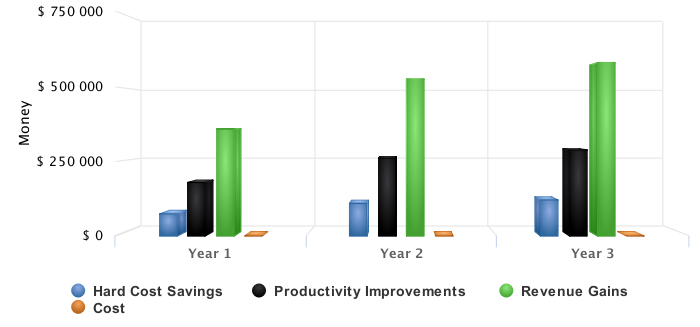 $ 750 000
$ 500 000
$ 250 000
$ 0
Money
Year 1 Year 2 Year 3
Hard Cost Savings Productivity Improvements Revenue Gains
Cost